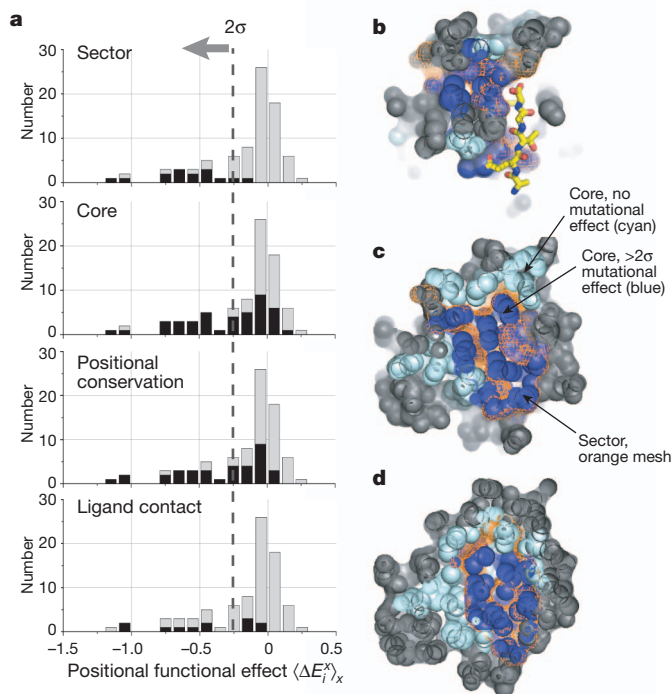 a
2σ
Sector
30
20
10
0
Number
Core
30
20
10
0
Number
Positional
conservation
30
20
10
0
Number
Ligand contact
30
20
10
0
Number
−1.5 −1.0 −0.5 0 0.5
Positional functional effect ⟨ΔE_i^x⟩_x
b
Core, no
mutational
effect (cyan)
c
Core, >2σ
mutational
effect (blue)
Sector,
orange mesh
d